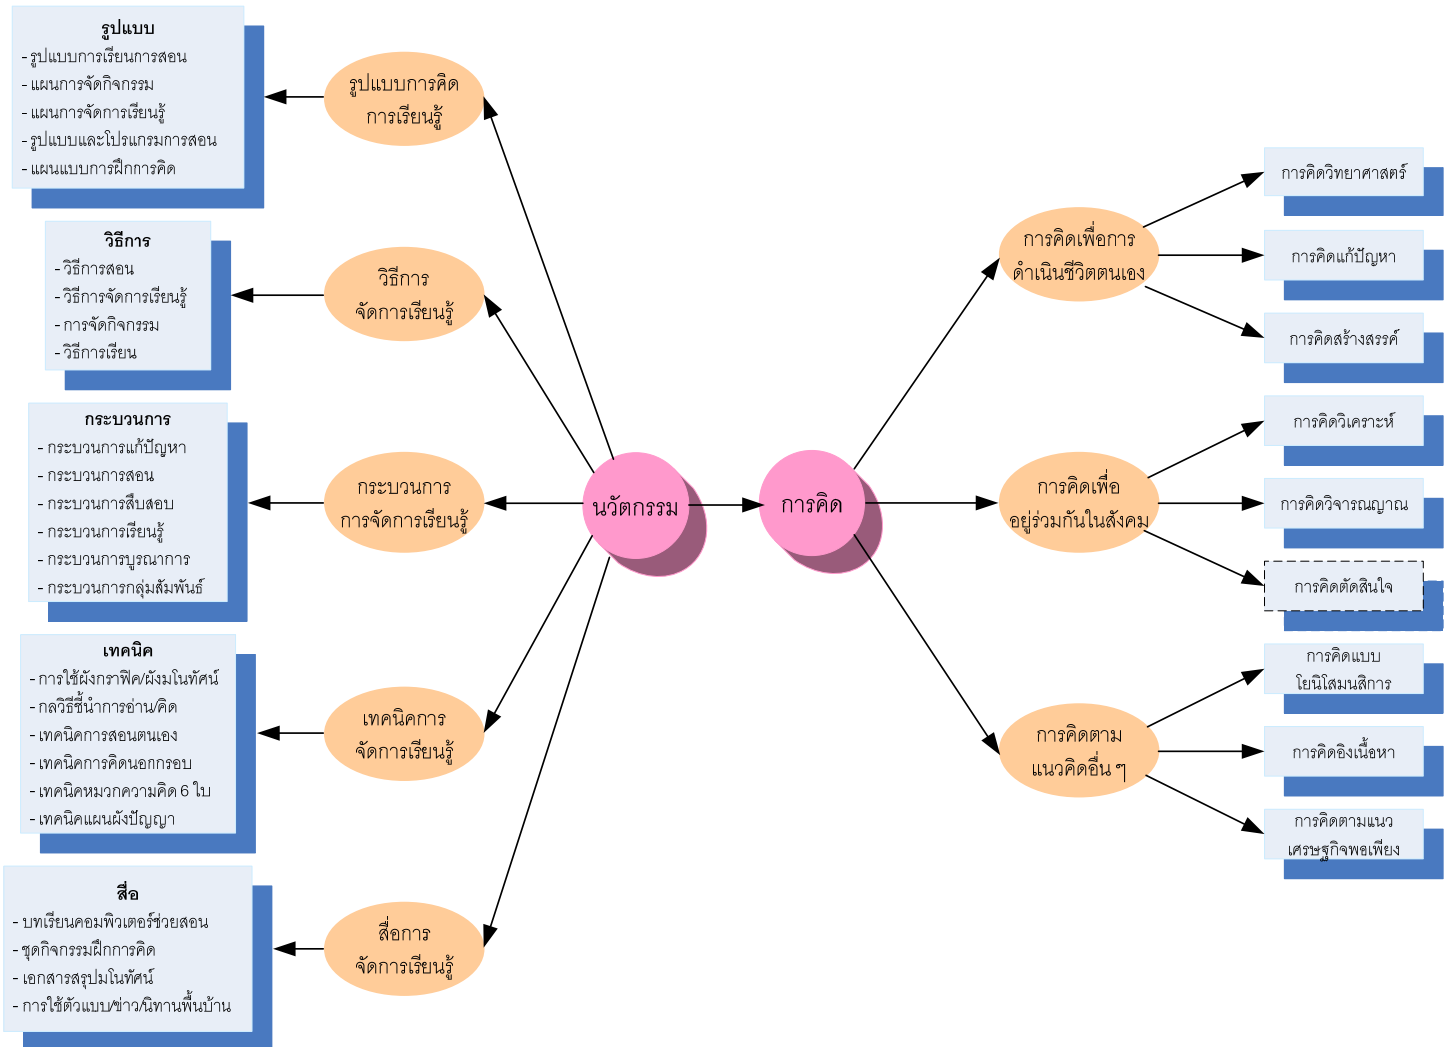 รูปแบบ
- รูปแบบการเรียนการสอน
- แผนการจัดกิจกรรม
- แผนการจัดการเรียนรู้
- รูปแบบและโปรแกรมการสอน
- แผนแบบการฝึกการคิด
วิธีการ
- วิธีการสอน
- วิธีการจัดการเรียนรู้
- การจัดกิจกรรม
- วิธีการเรียน
กระบวนการ
- กระบวนการแก้ปัญหา
- กระบวนการสอน
- กระบวนการสืบสอบ
- กระบวนการเรียนรู้
- กระบวนการบูรณาการ
- กระบวนการกลุ่มสัมพันธ์
เทคนิค
- การใช้ผังกราฟิค/ผังมโนทัศน์
- กลวิธีชี้นำการอ่าน/คิด
- เทคนิคการสอนตนเอง
- เทคนิคการคิดนอกกรอบ
- เทคนิคหมวกความคิด 6 ใบ
- เทคนิคแผนผังปัญญา
สื่อ
- บทเรียนคอมพิวเตอร์ช่วยสอน
- ชุดกิจกรรมฝึกการคิด
- เอกสารสรุปมโนทัศน์
- การใช้ตัวแบบ/ข่าว/นิทานพื้นบ้าน
รูปแบบการคิด
การเรียนรู้
วิธีการ
จัดการเรียนรู้
กระบวนการ
การจัดการเรียนรู้
เทคนิคการ
จัดการเรียนรู้
สื่อการ
จัดการเรียนรู้
นวัตกรรม
การคิด
การคิดเพื่อการ
ดำเนินชีวิตตนเอง
การคิดเพื่อ
อยู่ร่วมกันในสังคม
การคิดตาม
แนวคิดอื่น ๆ
การคิดวิทยาศาสตร์
การคิดแก้ปัญหา
การคิดสร้างสรรค์
การคิดวิเคราะห์
การคิดวิจารณญาณ
การคิดตัดสินใจ
การคิดแบบ
โยนิโสมนสิการ
การคิดอิงเนื้อหา
การคิดตามแนว
เศรษฐกิจพอเพียง